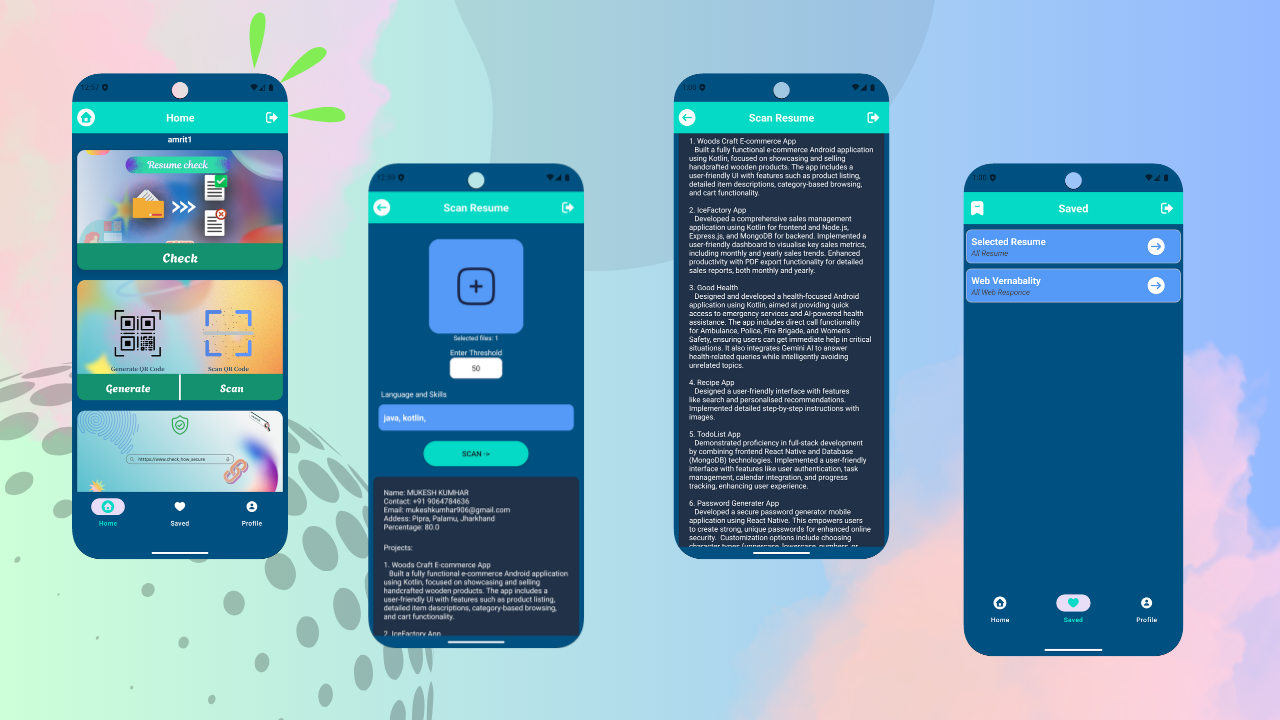 12:57
Home
amrit1
Resume check
Check
Generate QR Code
Scan QR Code
Generate
Scan
https://www.check_how_secure
Home
Saved
Profile
Scan Resume
Selected files: 1
Enter Threshold
50
Language and Skills
java, kotlin,
SCAN ->
Name: MUKESH KUMHAR
Contact: +91 9064784636
Email: mukeshkumhar906@gmail.com
Addess: Pipra, Palamu, Jharkhand
Percentage: 80.0
Projects:
1. Woods Craft E-commerce App
Built a fully functional e-commerce Android application
using Kotlin, focused on showcasing and selling
handcrafted wooden products. The app includes a
user-friendly UI with features such as product listing,
detailed item descriptions, category-based browsing,
and cart functionality.
2. IceFactory App
1:00
Scan Resume
1. Woods Craft E-commerce App
Built a fully functional e-commerce Android application
using Kotlin, focused on showcasing and selling
handcrafted wooden products. The app includes a
user-friendly UI with features such as product listing,
detailed item descriptions, category-based browsing,
and cart functionality.
2. IceFactory App
Developed a comprehensive sales management
application using Kotlin for frontend and Node.js,
Express.js, and MongoDB for backend. Implemented a
user-friendly dashboard to visualise key sales metrics,
including monthly and yearly sales trends. Enhanced
productivity with PDF export functionality for detailed
sales reports, both monthly and yearly.
3. Good Health
Designed and developed a health-focused Android
application using Kotlin, aimed at providing quick
access to emergency services and AI-powered health
assistance. The app includes direct call functionality
for Ambulance, Police, Fire Brigade, and Women's
Safety, ensuring users can get immediate help in critical
situations. It also integrates Gemini AI to answer
health-related queries while intelligently avoiding
unrelated topics.
4. Recipe App
Designed a user-friendly interface with features
like search and personalised recommendations.
Implemented detailed step-by-step instructions with
images.
5. TodoList App
Demonstrated proficiency in full-stack development
by combining frontend React Native and Database
(MongoDB) technologies. Implemented a user-friendly
interface with features like user authentication, task
management, calendar integration, and progress
tracking, enhancing user experience.
6. Password Generater App
Developed a secure password generator mobile
application using React Native. This empowers users
to create strong, unique passwords for enhanced online
security. Customization options include choosing
character types (uppercase, lowercase, numbers, or
1:00
Saved
Selected Resume
All Resume
Web Vernabality
All Web Responce
Home
Saved
Profile